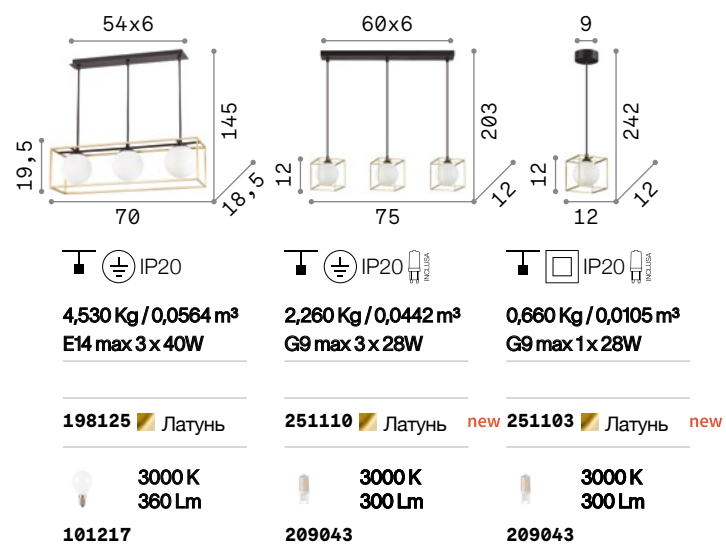 54x6
145
19,5
18,5
70
IP20
4,530 Kg / 0,0564 m³
E14 max 3 x 40W
198125 Латунь
3000 K
360 Lm
101217
60x6
203
12
12
75
IP20 INCLUSA
2,260 Kg / 0,0442 m³
G9 max 3 x 28W
251110 Латунь new
3000 K
300 Lm
209043
9
242
12
12
12
IP20 INCLUSA
0,660 Kg / 0,0105 m³
G9 max 1 x 28W
251103 Латунь new
3000 K
300 Lm
209043